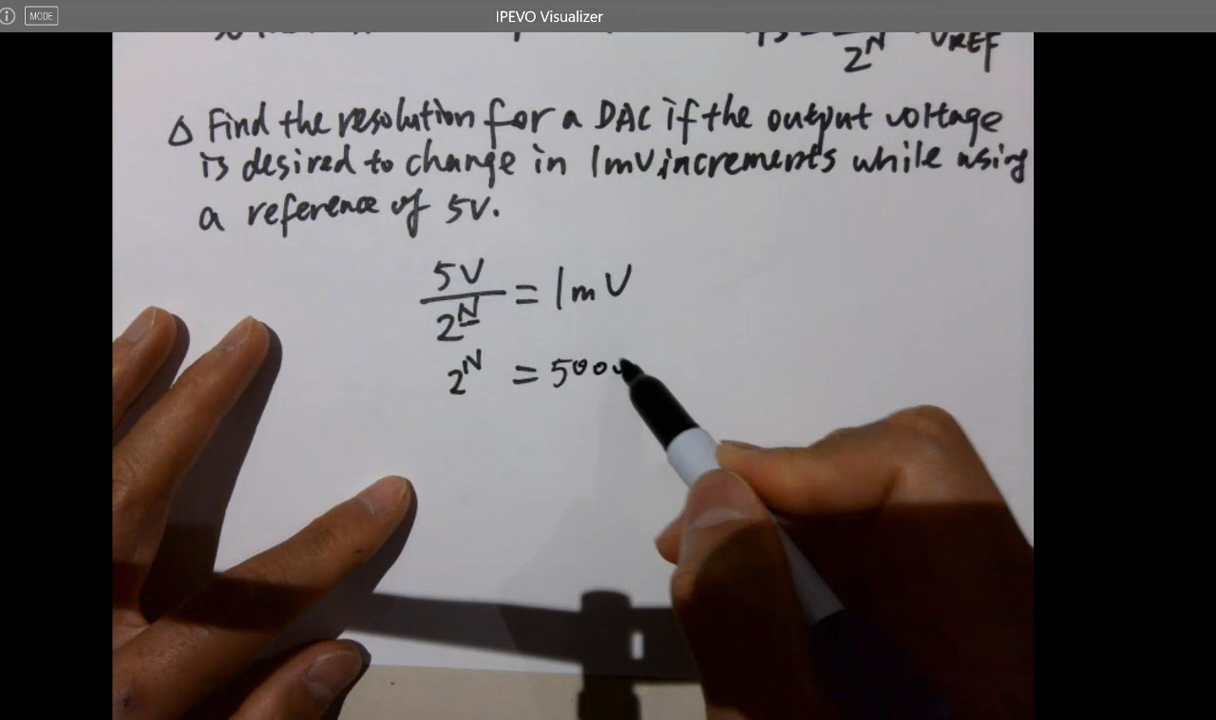 MODE
IPEVO Visualizer
2^N VREF
△ Find the resolution for a DAC if the output voltage
is desired to change in 1mV increments while using
a reference of 5V.
5V
= 1mV
2^N
2^N = 5000